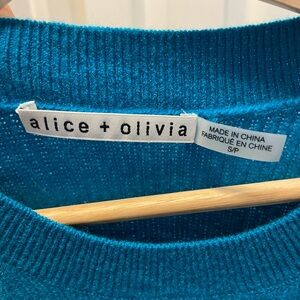 alice + olivia
MADE IN CHINA
FABRIQUÉ EN CHINE
S/P